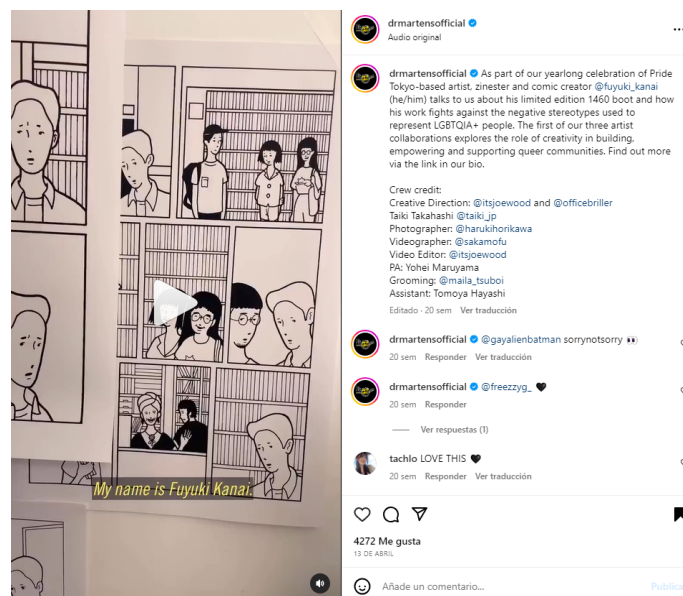 drmartensofficial
Audio original
drmartensofficial As part of our yearlong celebration of Pride
Tokyo-based artist, zinester and comic creator @fuyuki_kanai
(he/him) talks to us about his limited edition 1460 boot and how
his work fights against the negative stereotypes used to
represent LGBTQIA+ people. The first of our three artist
collaborations explores the role of creativity in building,
empowering and supporting queer communities. Find out more
via the link in our bio.
Crew credit:
Creative Direction: @itsjoewood and @officebriller
Taiki Takahashi @taiki_jp
Photographer: @harukihorikawa
Videographer: @sakamofu
Video Editor: @itsjoewood
PA: Yohei Maruyama
Grooming: @maila_tsuboi
Assistant: Tomoya Hayashi
Editado · 20 sem Ver traducción
drmartensofficial @gayalienbatman sorrynotsorry 👀
20 sem Responder Ver traducción
drmartensofficial @freezzyg_ 🖤
20 sem Responder
Ver respuestas (1)
tachlo LOVE THIS 🖤
20 sem Responder Ver traducción
4272 Me gusta
13 DE ABRIL
Añade un comentario...
Publica
My name is Fuyuki Kanai.